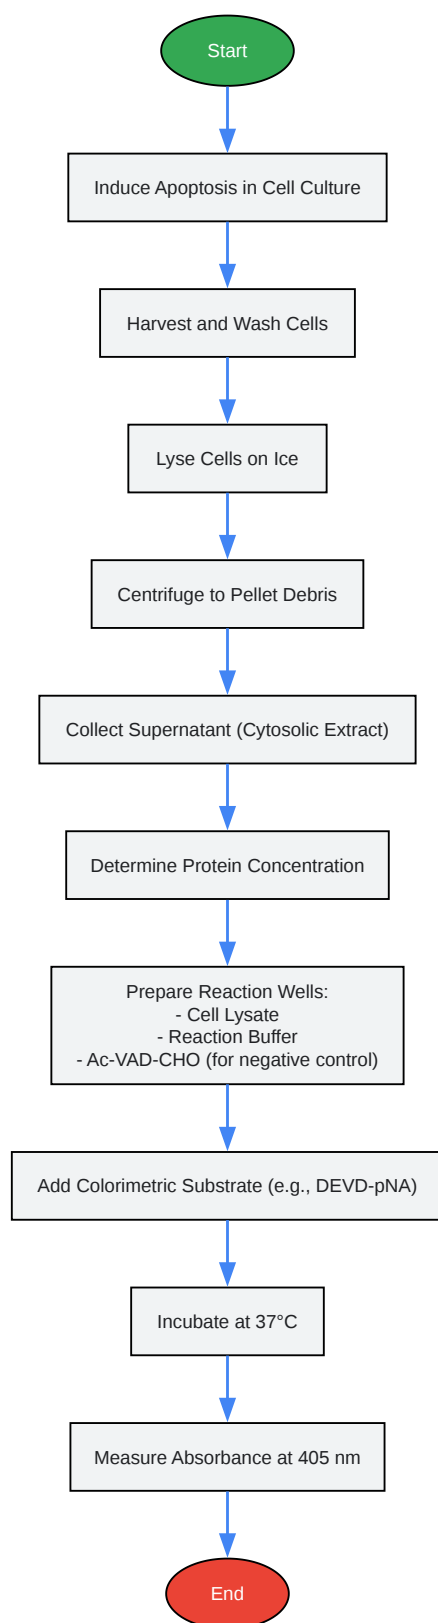 Start
Induce Apoptosis in Cell Culture
Harvest and Wash Cells
Lyse Cells on Ice
Centrifuge to Pellet Debris
Collect Supernatant (Cytosolic Extract)
Determine Protein Concentration
Prepare Reaction Wells:
- Cell Lysate
- Reaction Buffer
- Ac-VAD-CHO (for negative control)
Add Colorimetric Substrate (e.g., DEVD-pNA)
Incubate at 37°C
Measure Absorbance at 405 nm
End